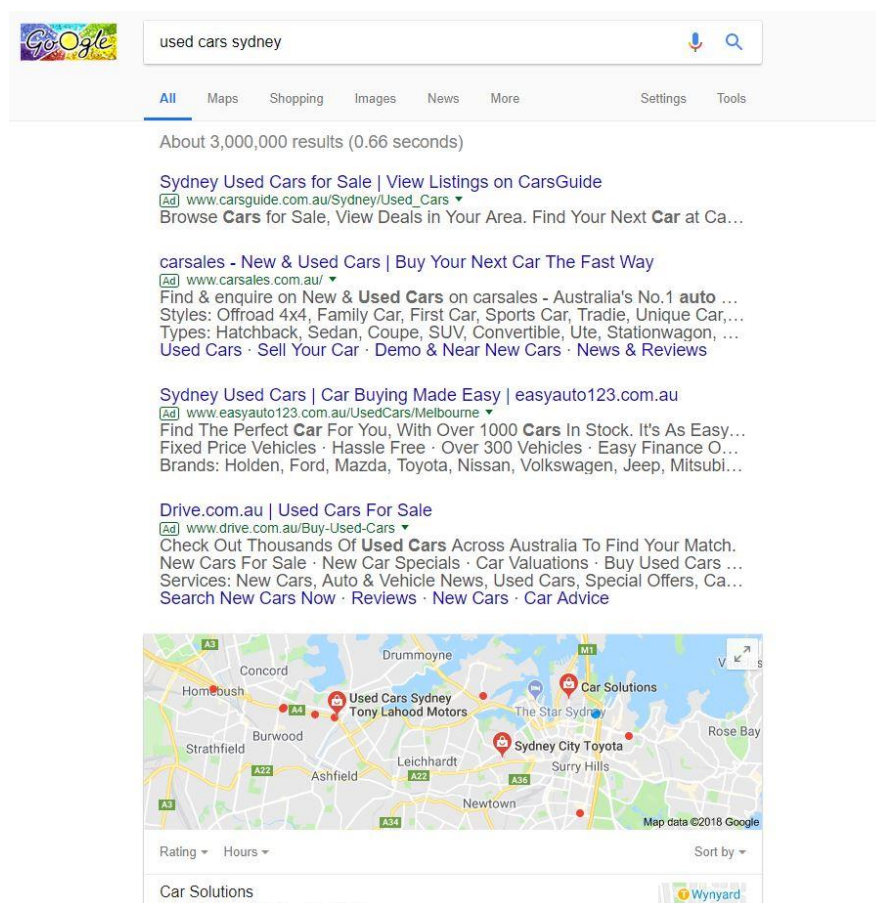 GoOgle
used cars sydney
All Maps Shopping Images News More Settings Tools
About 3,000,000 results (0.66 seconds)
Sydney Used Cars for Sale | View Listings on CarsGuide
Ad www.carsguide.com.au/Sydney/Used_Cars
Browse Cars for Sale, View Deals in Your Area. Find Your Next Car at Ca...
carsales - New & Used Cars | Buy Your Next Car The Fast Way
Ad www.carsales.com.au/
Find & enquire on New & Used Cars on carsales - Australia's No.1 auto ...
Styles: Offroad 4x4, Family Car, First Car, Sports Car, Tradie, Unique Car,...
Types: Hatchback, Sedan, Coupe, SUV, Convertible, Ute, Stationwagon, ...
Used Cars · Sell Your Car · Demo & Near New Cars · News & Reviews
Sydney Used Cars | Car Buying Made Easy | easyauto123.com.au
Ad www.easyauto123.com.au/UsedCars/Melbourne
Find The Perfect Car For You, With Over 1000 Cars In Stock. It's As Easy...
Fixed Price Vehicles · Hassle Free · Over 300 Vehicles · Easy Finance O...
Brands: Holden, Ford, Mazda, Toyota, Nissan, Volkswagen, Jeep, Mitsubi...
Drive.com.au | Used Cars For Sale
Ad www.drive.com.au/Buy-Used-Cars
Check Out Thousands Of Used Cars Across Australia To Find Your Match.
New Cars For Sale · New Car Specials · Car Valuations · Buy Used Cars ...
Services: New Cars, Auto & Vehicle News, Used Cars, Special Offers, Ca...
Search New Cars Now · Reviews · New Cars · Car Advice
A3
M1
Drummoyne
Concord
Homebush
Car Solutions
Used Cars Sydney
Tony Lahood Motors
A4
The Star Sydney
Burwood
Rose Bay
Strathfield
Sydney City Toyota
Leichhardt
Surry Hills
A22
Ashfield
A22
A36
A3
Newtown
A34
Map data ©2018 Google
Rating Hours Sort by
Car Solutions
T Wynyard